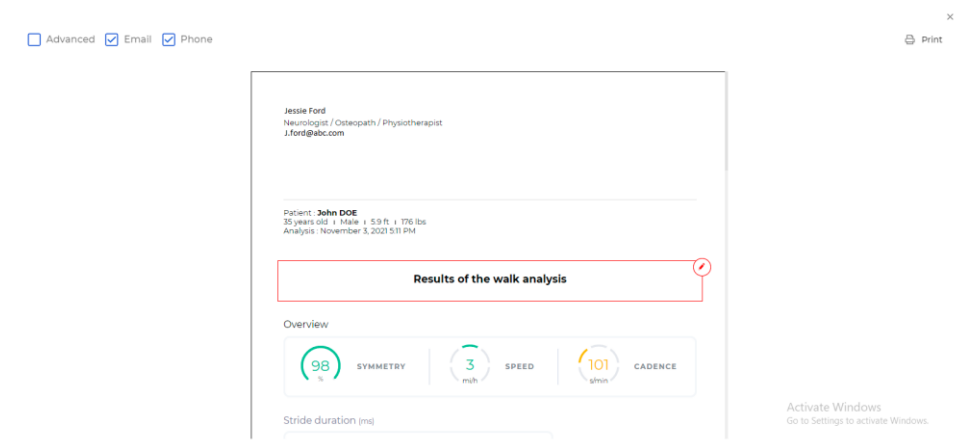 ×
Advanced Email Phone
Print
Jessie Ford
Neurologist / Osteopath / Physiotherapist
J.ford@abc.com
Patient : John DOE
35 years old ı Male ı 5.9 ft ı 176 lbs
Analysis : November 3, 2021 5:11 PM
Results of the walk analysis
Overview
98 % SYMMETRY
3 mi/h SPEED
101 s/min CADENCE
Stride duration (ms)
Activate Windows
Go to Settings to activate Windows.